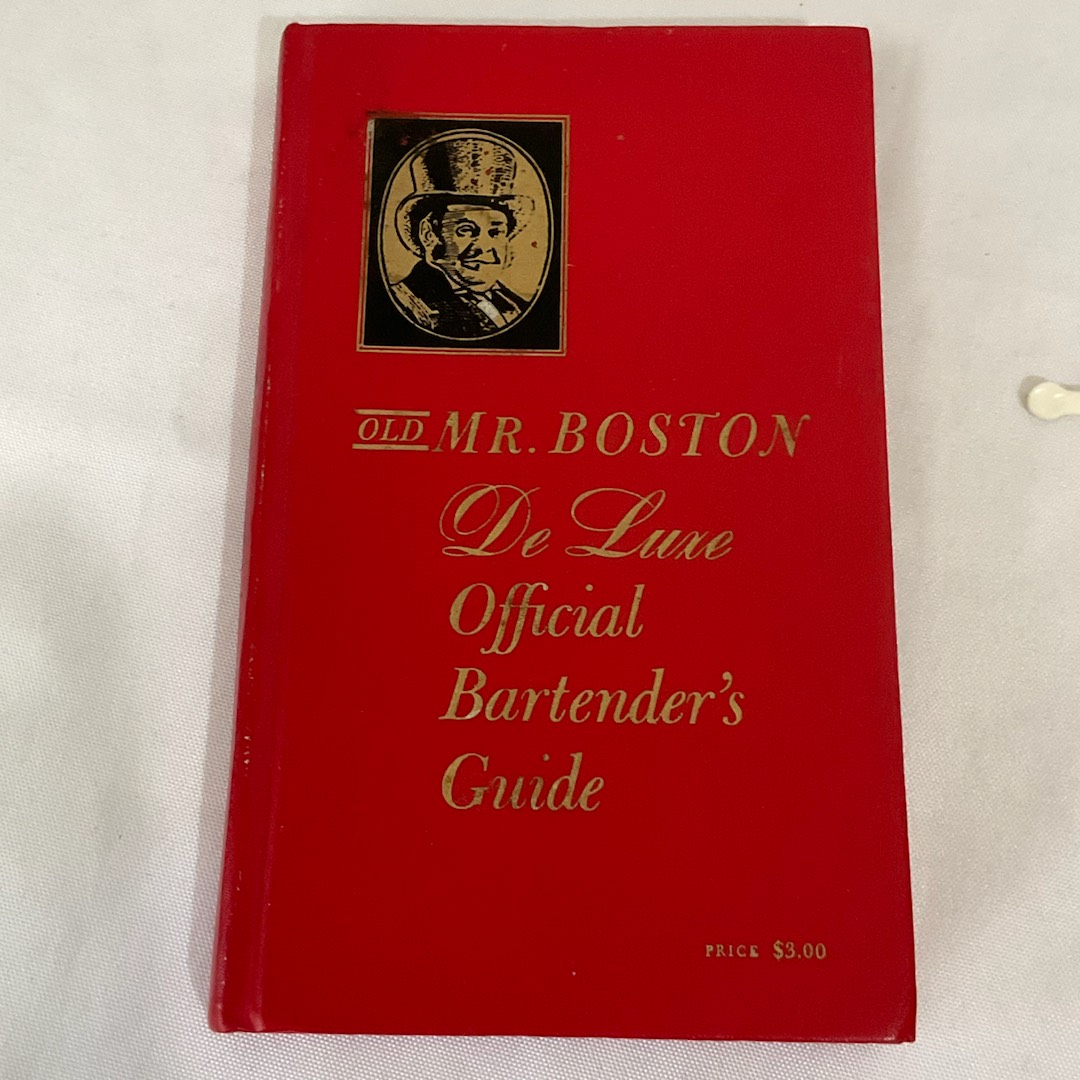 OLD MR. BOSTON
De Luxe
Official
Bartender's
Guide
PRICE $3.00